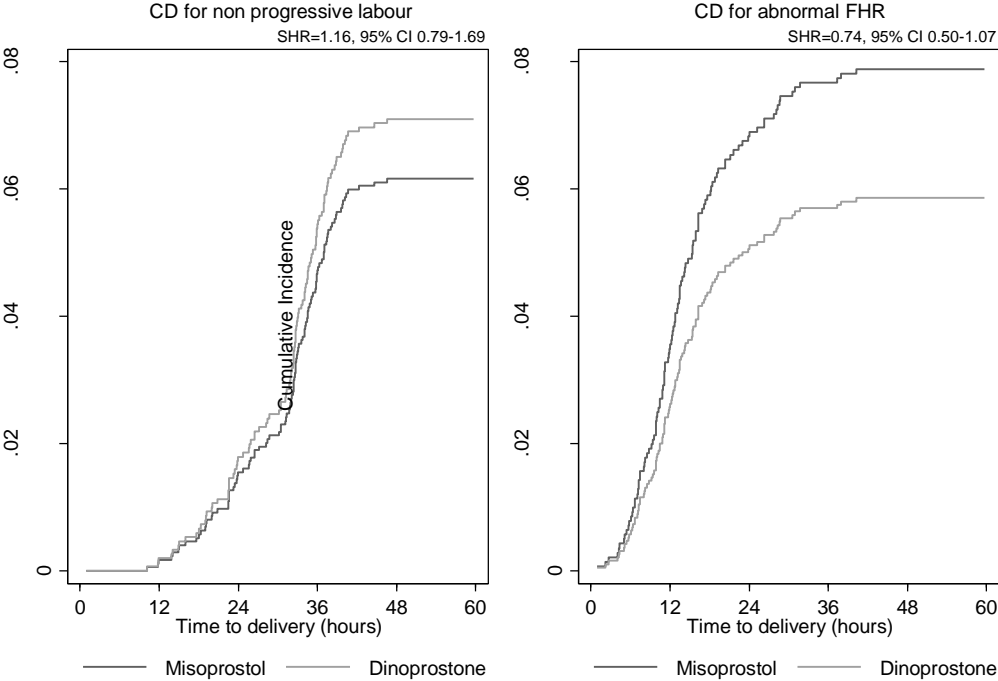 CD for non progressive labour
SHR=1.16, 95% CI 0.79-1.69
.08
.06
.04
.02
0
Cumulative Incidence
0 12 24 36 48 60
Time to delivery (hours)
Misoprostol Dinoprostone
CD for abnormal FHR
SHR=0.74, 95% CI 0.50-1.07
.08
.06
.04
.02
0
0 12 24 36 48 60
Time to delivery (hours)
Misoprostol Dinoprostone